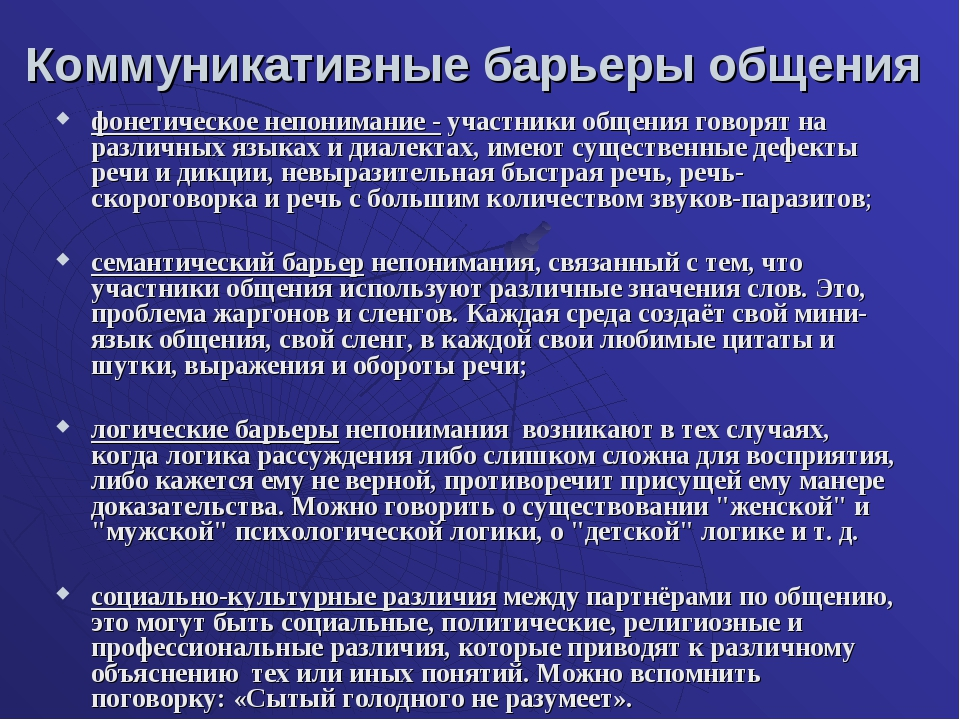 Коммуникативные барьеры общения
фонетическое непонимание - участники общения говорят на
различных языках и диалектах, имеют существенные дефекты
речи и дикции, невыразительная быстрая речь, речь-
скороговорка и речь с большим количеством звуков-паразитов;
семантический барьер непонимания, связанный с тем, что
участники общения используют различные значения слов. Это,
проблема жаргонов и сленгов. Каждая среда создаёт свой мини-
язык общения, свой сленг, в каждой свои любимые цитаты и
шутки, выражения и обороты речи;
логические барьеры непонимания  возникают в тех случаях,
когда логика рассуждения либо слишком сложна для восприятия,
либо кажется ему не верной, противоречит присущей ему манере
доказательства. Можно говорить о существовании "женской" и
"мужской" психологической логики, о "детской" логике и т. д.
социально-культурные различия между партнёрами по общению,
это могут быть социальные, политические, религиозные и
профессиональные различия, которые приводят к различному
объяснению  тех или иных понятий. Можно вспомнить
поговорку: «Сытый голодного не разумеет».